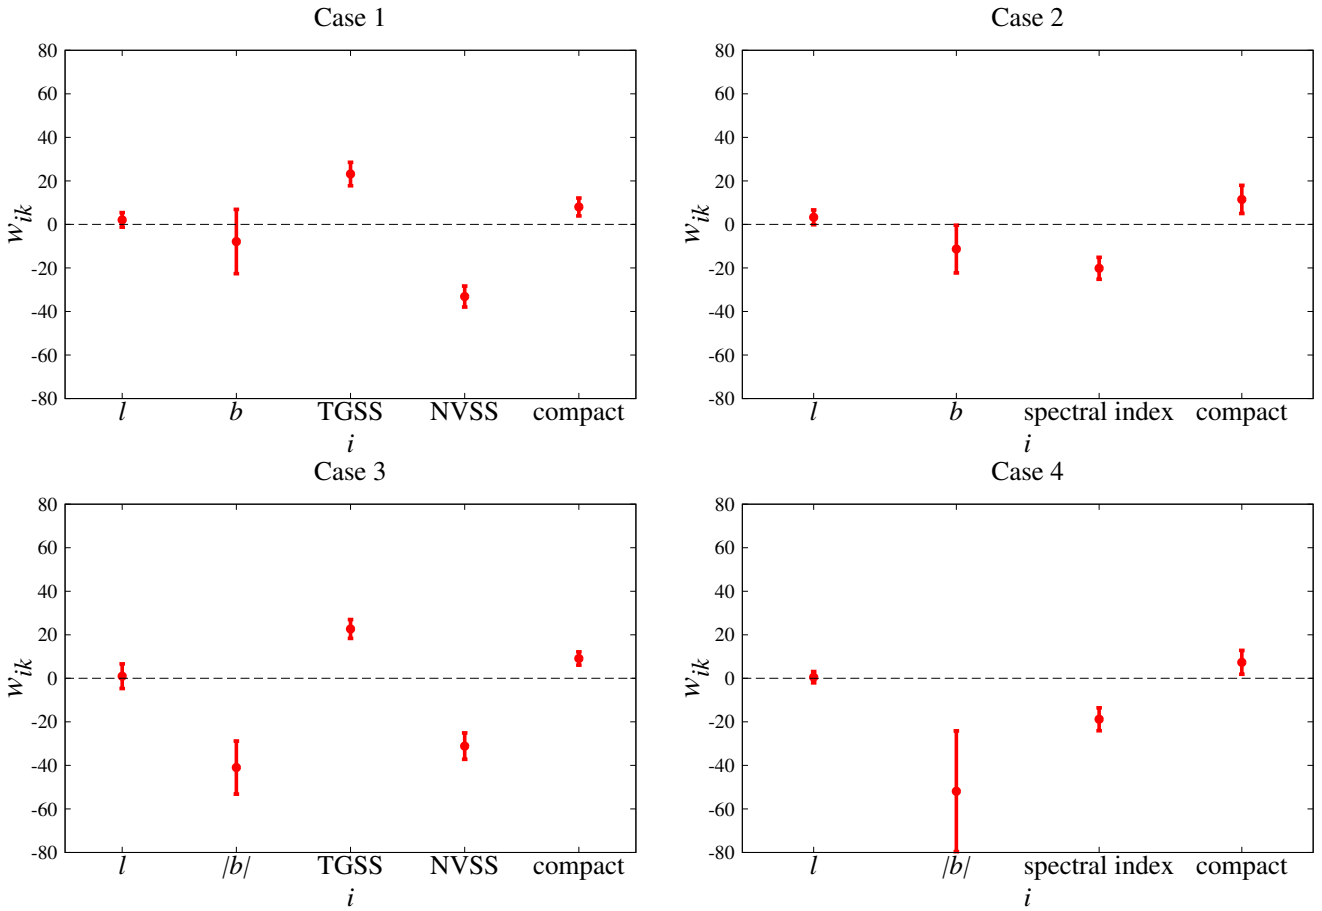 Case 1
80
60
40
20
0
-20
-40
-60
-80
w_ik
l b TGSS NVSS compact
i
Case 2
80
60
40
20
0
-20
-40
-60
-80
w_ik
l b spectral index compact
i
Case 3
80
60
40
20
0
-20
-40
-60
-80
w_ik
l |b| TGSS NVSS compact
i
Case 4
80
60
40
20
0
-20
-40
-60
-80
w_ik
l |b| spectral index compact
i